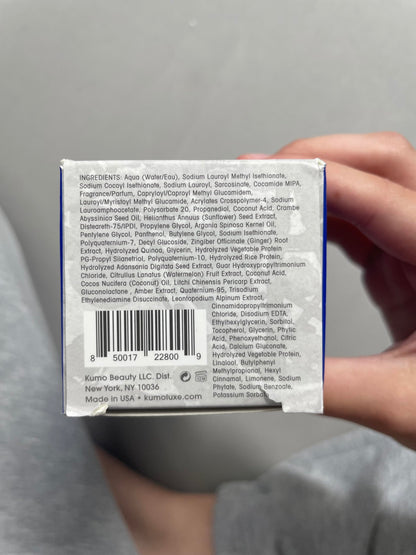 INGREDIENTS: Aqua (Water/Eau), Sodium Lauroyl Methyl Isethionate,
Sodium Cocoyl Isethionate, Sodium Lauroyl, Sarcosinate, Cocamide MIPA,
Fragrance/Parfum, Capryloyl/Caproyl Methyl Glucamidem,
Lauroyl/Myristoyl Methyl Glucamide, Acrylates Crosspolymer-4, Sodium
Lauroamphoacetate, Polysorbate 20, Propanediol, Coconut Acid, Crambe
Abyssinica Seed Oil, Helianthus Annuus (Sunflower) Seed Extract,
Disteareth-75/IPDI, Propylene Glycol, Argania Spinosa Kernel Oil,
Pentylene Glycol, Panthenol, Butylene Glycol, Sodium Isethionate,
Polyquaternium-7, Decyl Glucoside, Zingiber Officinale (Ginger) Root
Extract, Hydrolyzed Quinoa, Glycerin, Hydrolyzed Vegetable Protein
PG-Propyl Silanetriol, Polyquaternium-10, Hydrolyzed Rice Protein,
Hydrolyzed Adansonia Digitata Seed Extract, Guar Hydroxypropyltrimonium
Chloride, Citrullus Lanatus (Watermelon) Fruit Extract, Coconut Acid,
Cocos Nucifera (Coconut) Oil, Litchi Chinensis Pericarp Extract,
Gluconolactone, Amber Extract, Quaternium-95, Trisodium
Ethylenediamine Disuccinate, Leontopodium Alpinum Extract,
Cinnamidopropyltrimonium
Chloride, Disodium EDTA,
Ethylhexylglycerin, Sorbitol,
Tocopherol, Glycerin, Phytic
Acid, Phenoxyethanol, Citric
Acid, Calcium Gluconate,
Hydrolyzed Vegetable Protein,
Linalool, Butylphenyl
Methylpropional, Hexyl
Cinnamal, Limonene, Sodium
Phytate, Sodium Benzoate,
Potassium Sorbate
8 50017 22800 9
Kumo Beauty LLC. Dist.
New York, NY 10036
Made in USA • kumoluxe.com